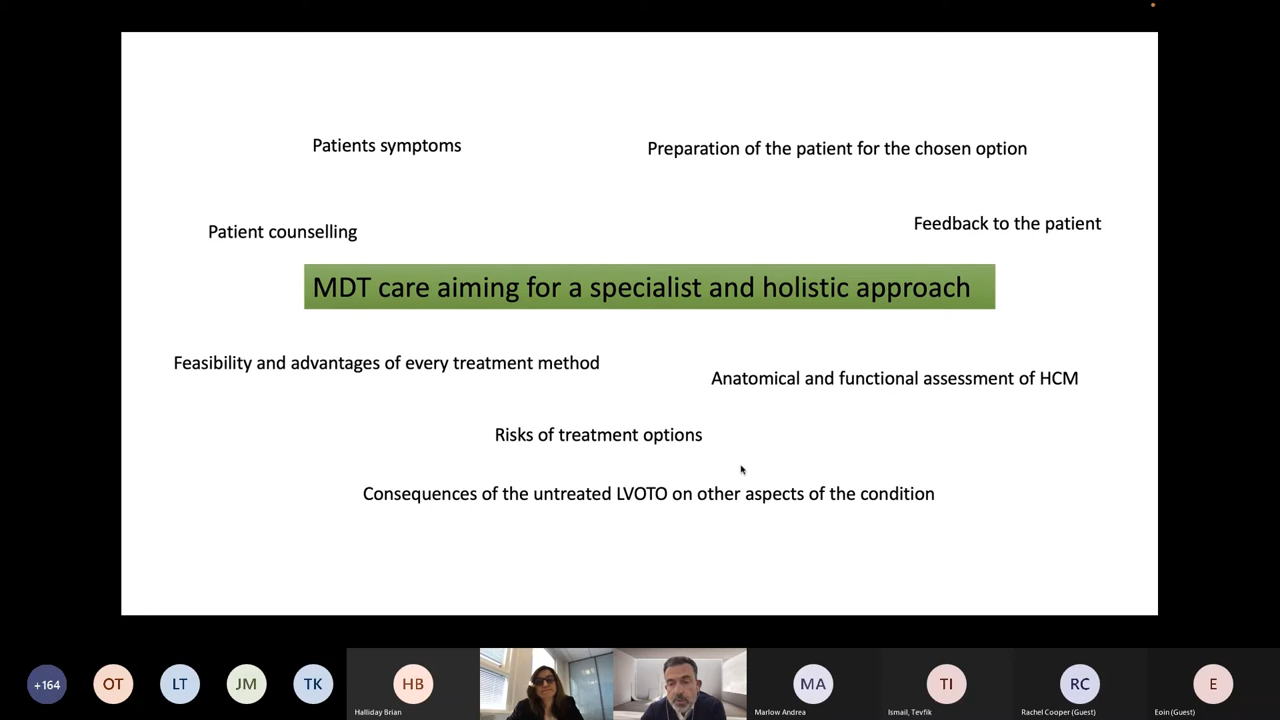 Patients symptoms
Preparation of the patient for the chosen option
Patient counselling
Feedback to the patient
MDT care aiming for a specialist and holistic approach
Feasibility and advantages of every treatment method
Anatomical and functional assessment of HCM
Risks of treatment options
Consequences of the untreated LVOTO on other aspects of the condition
+164
OT
LT
JM
TK
HB
MA
TI
RC
E
Halliday Brian
Marlow Andrea
Ismail, Tevfik
Rachel Cooper (Guest)
Eoin (Guest)